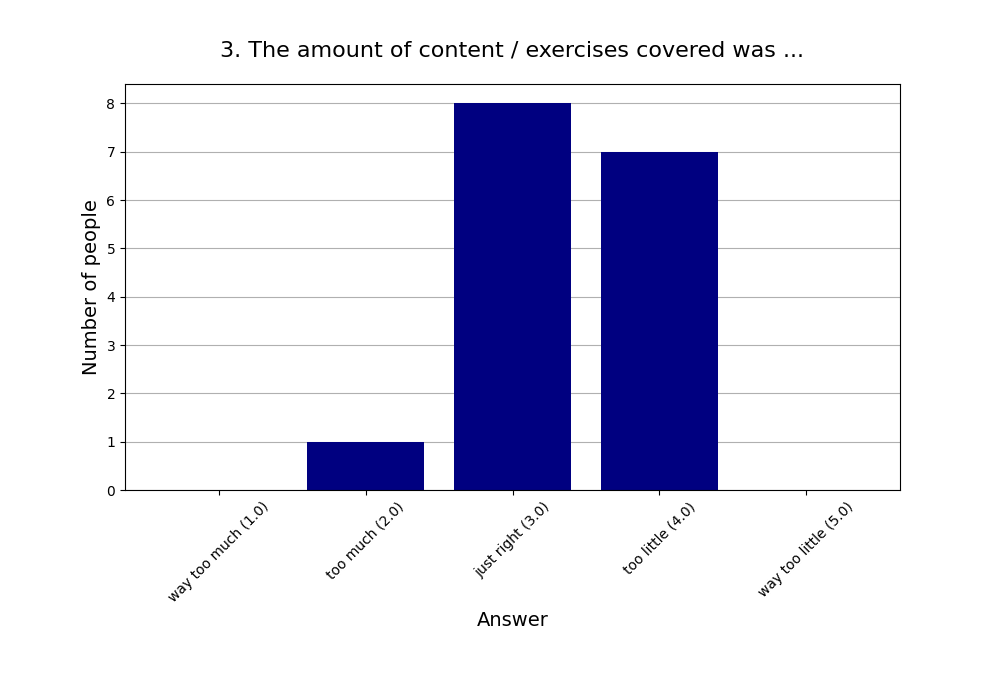 3. The amount of content / exercises covered was ...
Number of people
8
7
6
5
4
3
2
1
0
way too much (1.0)
too much (2.0)
just right (3.0)
too little (4.0)
way too little (5.0)
Answer